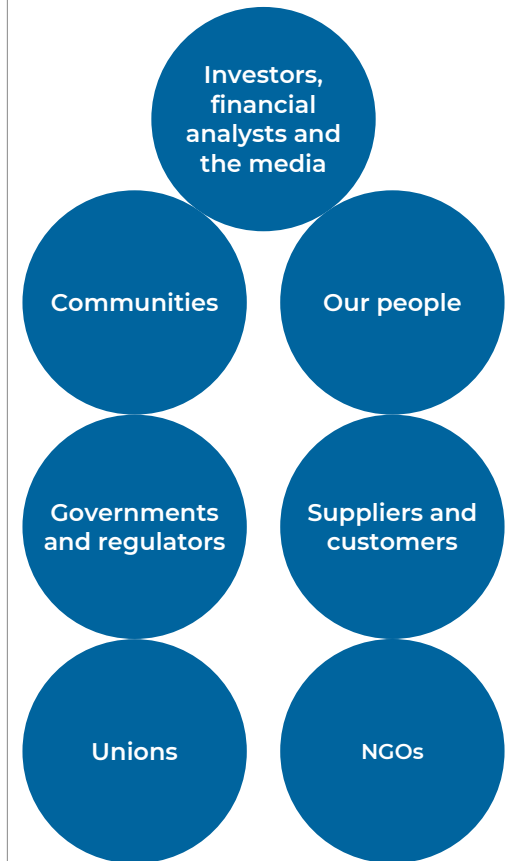 Investors,
financial
analysts and
the media
Communities
Our people
Governments
and regulators
Suppliers and
customers
Unions
NGOs